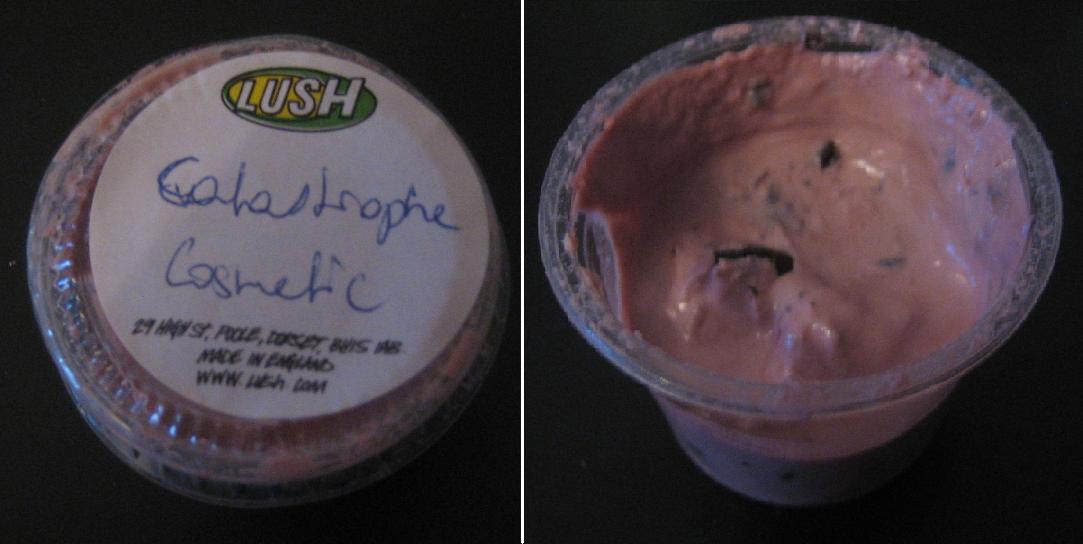 LUSH
Catastrophe
Cosmetic
29 HIGH ST, POOLE, DORSET, BH15 1AB
MADE IN ENGLAND
WWW.LUSH.COM